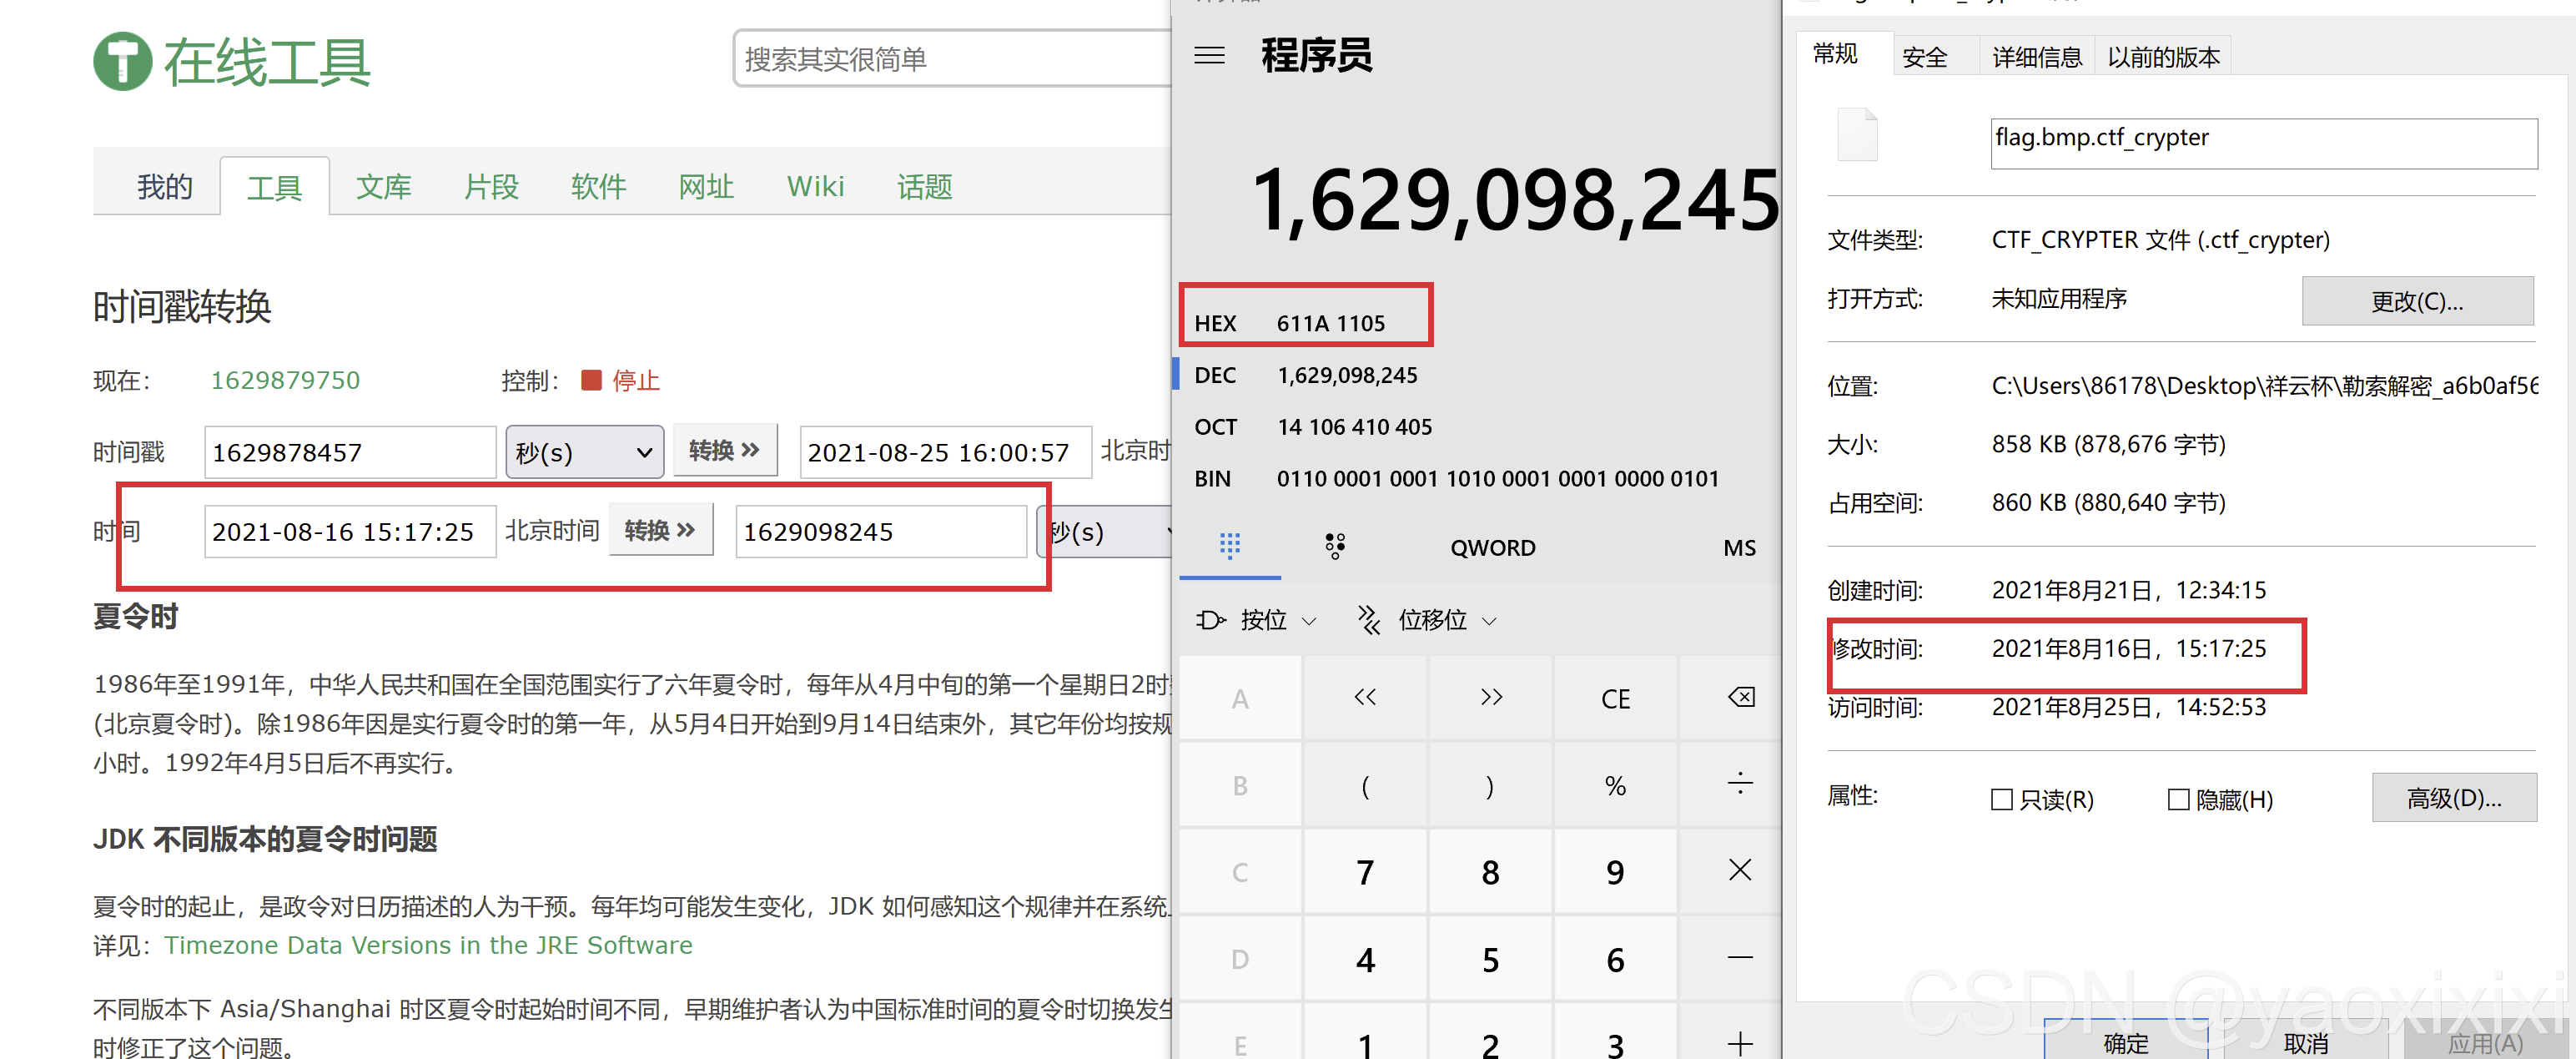 在线工具
搜索其实很简单
我的 工具 文库 片段 软件 网址 Wiki 话题
时间戳转换
现在： 1629879750 控制： 停止
时间戳 1629878457 秒(s) 转换 2021-08-25 16:00:57 北京时
时间 2021-08-16 15:17:25 北京时间 转换 1629098245 秒(s)
夏令时
1986年至1991年，中华人民共和国在全国范围实行了六年夏令时，每年从4月中旬的第一个星期日2时
(北京夏令时)。除1986年因是实行夏令时的第一年，从5月4日开始到9月14日结束外，其它年份均按规
小时。1992年4月5日后不再实行。
JDK 不同版本的夏令时问题
夏令时的起止，是政令对日历描述的人为干预。每年均可能发生变化，JDK 如何感知这个规律并在系统
详见：Timezone Data Versions in the JRE Software
不同版本下 Asia/Shanghai 时区夏令时起始时间不同，早期维护者认为中国标准时间的夏令时切换发生
时修正了这个问题。
程序员
1,629,098,245
HEX 611A 1105
DEC 1,629,098,245
OCT 14 106 410 405
BIN 0110 0001 0001 1010 0001 0001 0000 0101
QWORD MS
按位 位移位
A << >> CE
B ( ) % ÷
C 7 8 9 ×
D 4 5 6 −
E 1 2 3 +
常规 安全 详细信息 以前的版本
flag.bmp.ctf_crypter
文件类型: CTF_CRYPTER 文件 (.ctf_crypter)
打开方式: 未知应用程序 更改(C)...
位置: C:\Users\86178\Desktop\祥云杯\勒索解密_a6b0af56
大小: 858 KB (878,676 字节)
占用空间: 860 KB (880,640 字节)
创建时间: 2021年8月21日，12:34:15
修改时间: 2021年8月16日，15:17:25
访问时间: 2021年8月25日，14:52:53
属性: 只读(R) 隐藏(H) 高级(D)...
确定 取消 应用(A)
CSDN @yaoxixixi